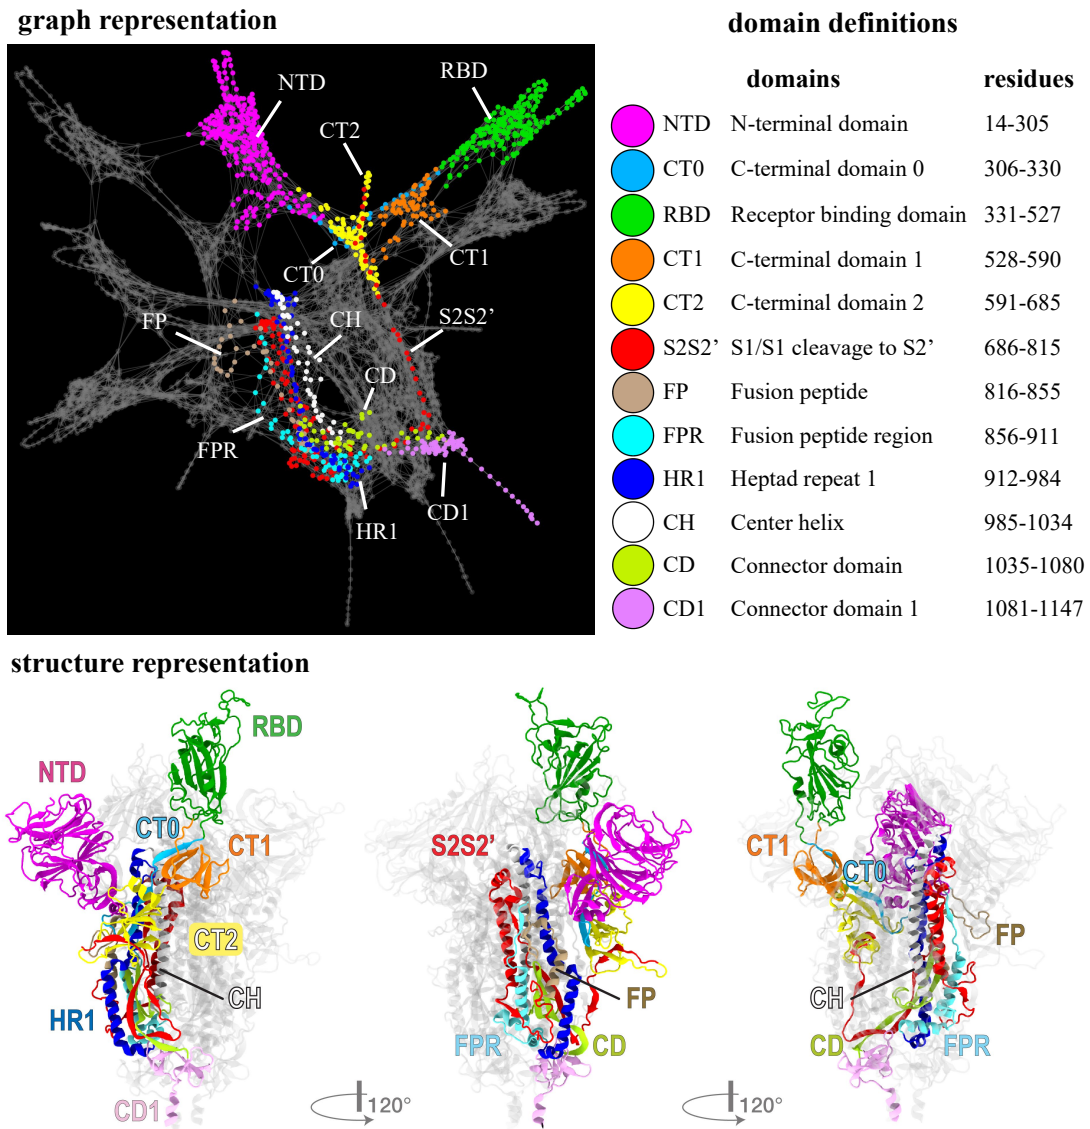 graph representation
NTD
RBD
CT2
CT0
CT1
FP
CH
S2S2’
CD
FPR
CD1
HR1
domain definitions
domains residues
NTD N-terminal domain 14-305
CT0 C-terminal domain 0 306-330
RBD Receptor binding domain 331-527
CT1 C-terminal domain 1 528-590
CT2 C-terminal domain 2 591-685
S2S2’ S1/S1 cleavage to S2’ 686-815
FP Fusion peptide 816-855
FPR Fusion peptide region 856-911
HR1 Heptad repeat 1 912-984
CH Center helix 985-1034
CD Connector domain 1035-1080
CD1 Connector domain 1 1081-1147
structure representation
RBD
NTD
CT0
CT1
CT2
CH
HR1
CD1
120°
S2S2’
FP
FPR
CD
120°
CT1
CT0
FP
CH
CD
FPR